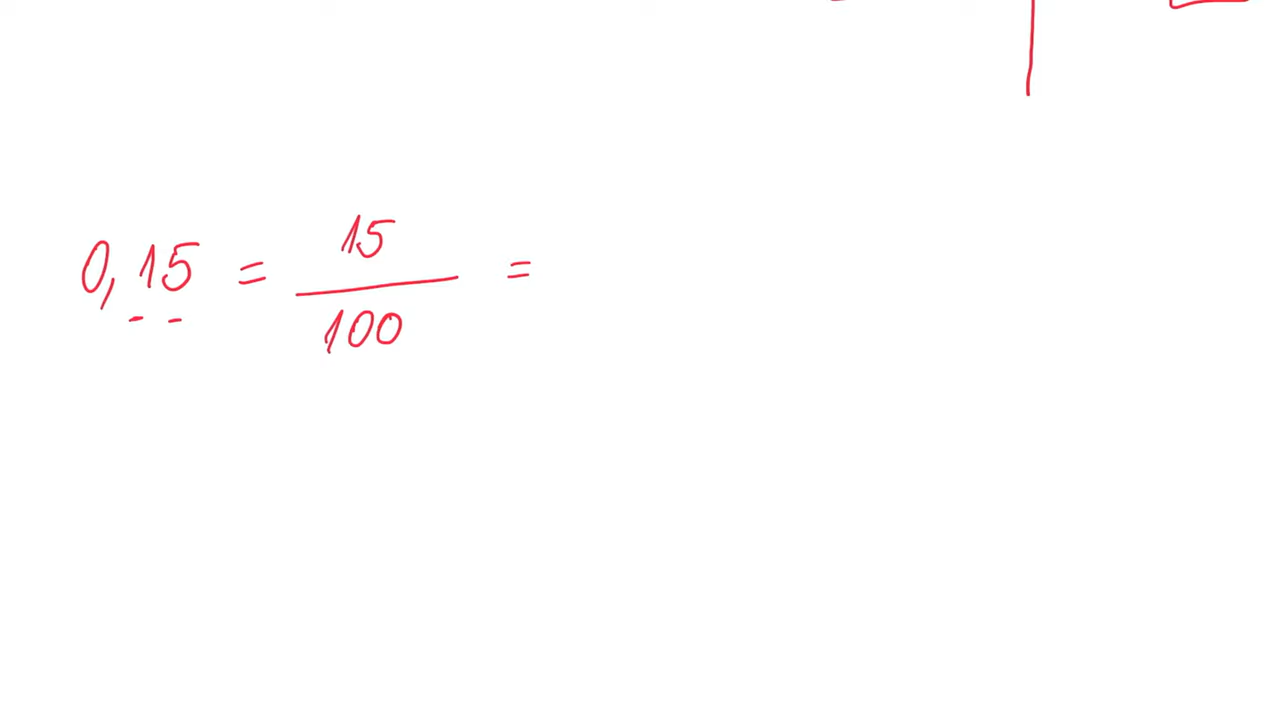 0,15 = 15/100 =